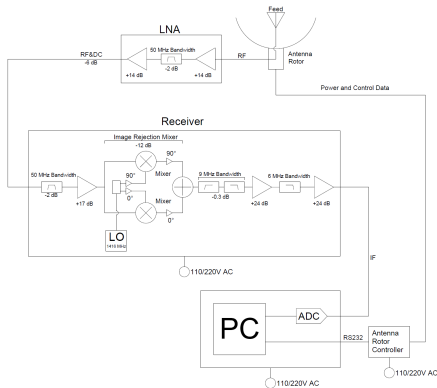 Feed
LNA
50 MHz Bandwidth
-2 dB
+14 dB
+14 dB
RF
RF&DC
-6 dB
Antenna
Rotor
Power and Control Data
Receiver
Image Rejection Mixer
-12 dB
50 MHz Bandwidth
-2 dB
+17 dB
90°
Mixer
90°
0°
Mixer
0°
LO
1416 MHz
9 MHz Bandwidth
-0.3 dB
+24 dB
6 MHz Bandwidth
+24 dB
110/220V AC
IF
PC
ADC
RS232
Antenna
Rotor
Controller
110/220V AC
110/220V AC